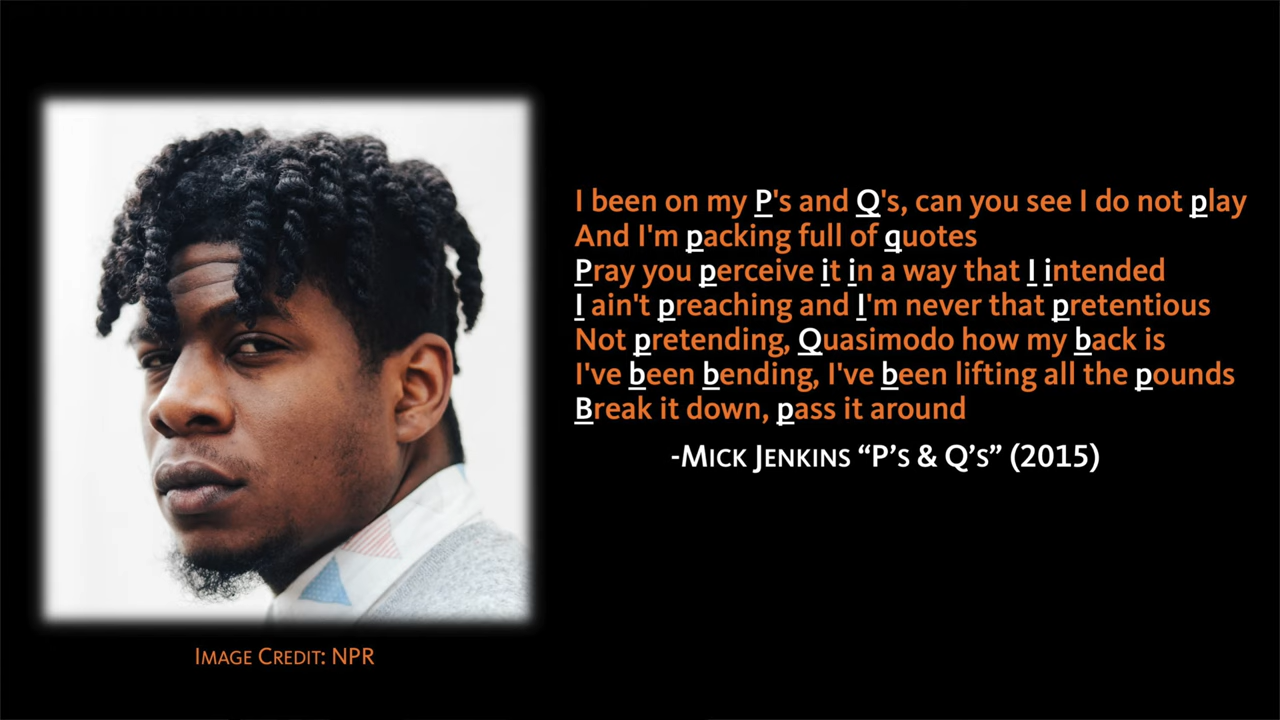 I been on my P's and Q's, can you see I do not play
And I'm packing full of quotes
Pray you perceive it in a way that I intended
I ain't preaching and I'm never that pretentious
Not pretending, Quasimodo how my back is
I've been bending, I've been lifting all the pounds
Break it down, pass it around
-Mick Jenkins “P’s & Q’s” (2015)
Image Credit: NPR